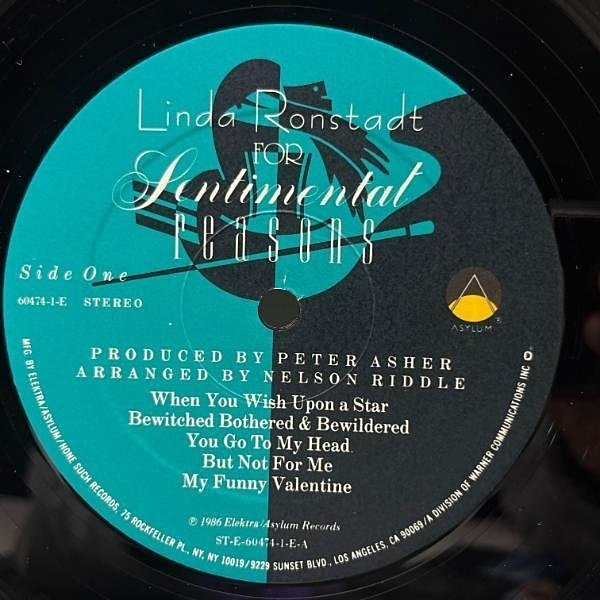 Linda Ronstadt
FOR
Sentimental
reasons
Side One
60474-1-E STEREO
ASYLUM ®
PRODUCED BY PETER ASHER
ARRANGED BY NELSON RIDDLE
When You Wish Upon a Star
Bewitched Bothered & Bewildered
You Go To My Head
But Not For Me
My Funny Valentine
℗ 1986 Elektra/Asylum Records
ST-E-60474-1-E-A
MFG. BY ELEKTRA/ASYLUM/NONE SUCH RECORDS, 75 ROCKFELLER PL, NY, NY 10019/9229 SUNSET BLVD., LOS ANGELES, CA 90069/A DIVISION OF WARNER COMMUNICATIONS INC